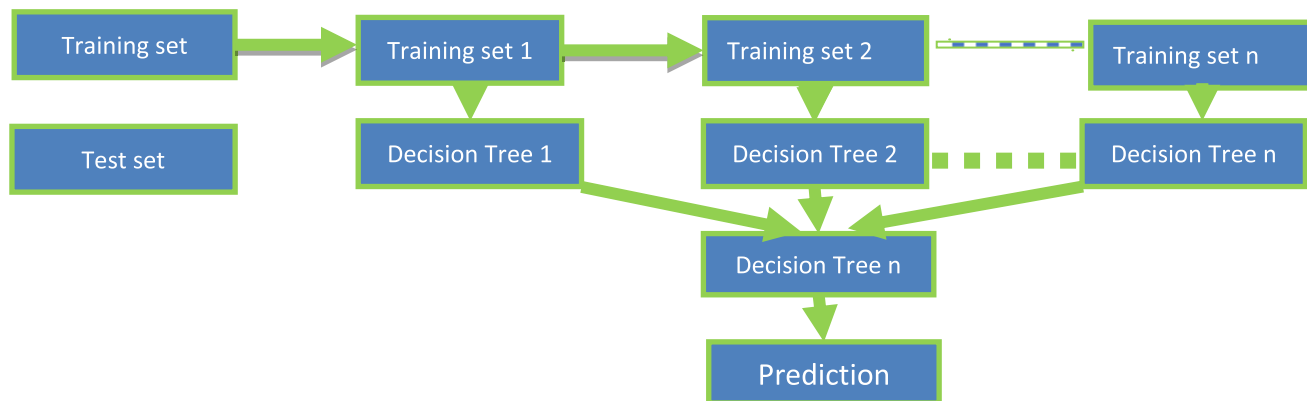 Training set
Training set 1
Training set 2
Training set n
Test set
Decision Tree 1
Decision Tree 2
Decision Tree n
Decision Tree n
Prediction